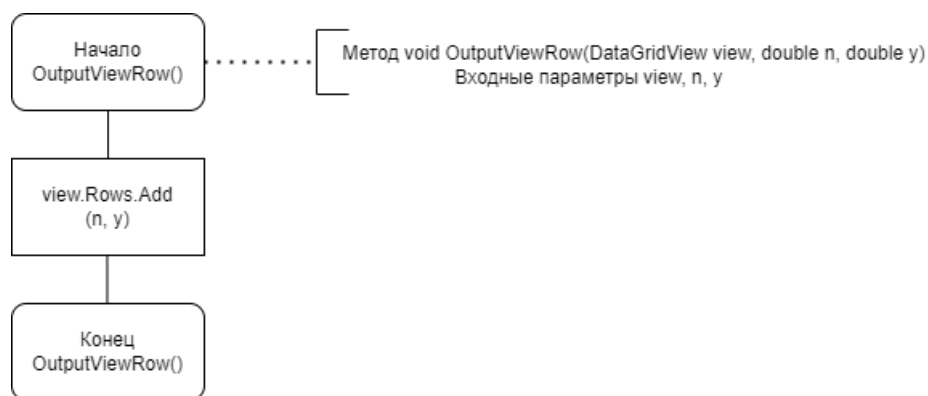 Начало
OutputViewRow()
Метод void OutputViewRow(DataGridView view, double n, double y)
Входные параметры view, n, y
view.Rows.Add
(n, y)
Конец
OutputViewRow()